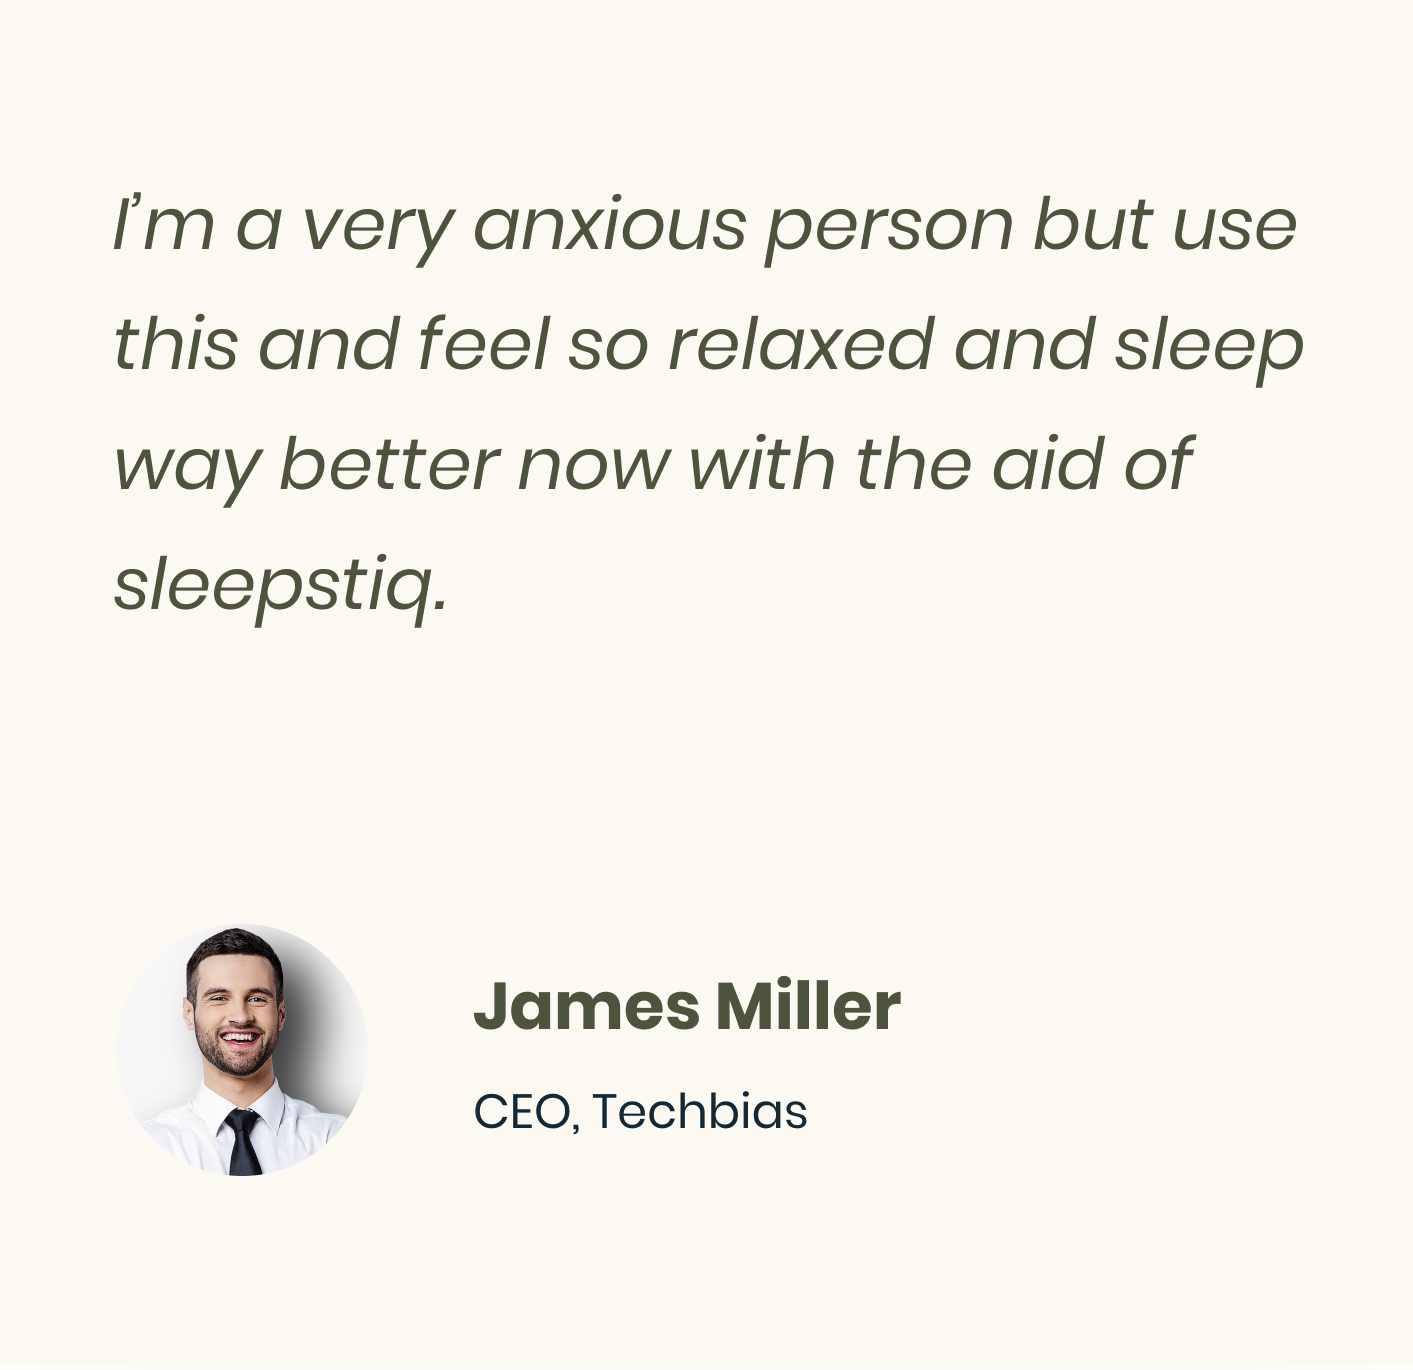 I’m a very anxious person but use
this and feel so relaxed and sleep
way better now with the aid of
sleepstiq.
James Miller
CEO, Techbias